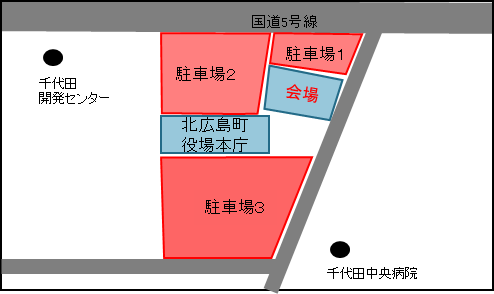 国道5号線
駐車場1
駐車場2
千代田
開発センター
会場
北広島町
役場本庁
駐車場3
千代田中央病院